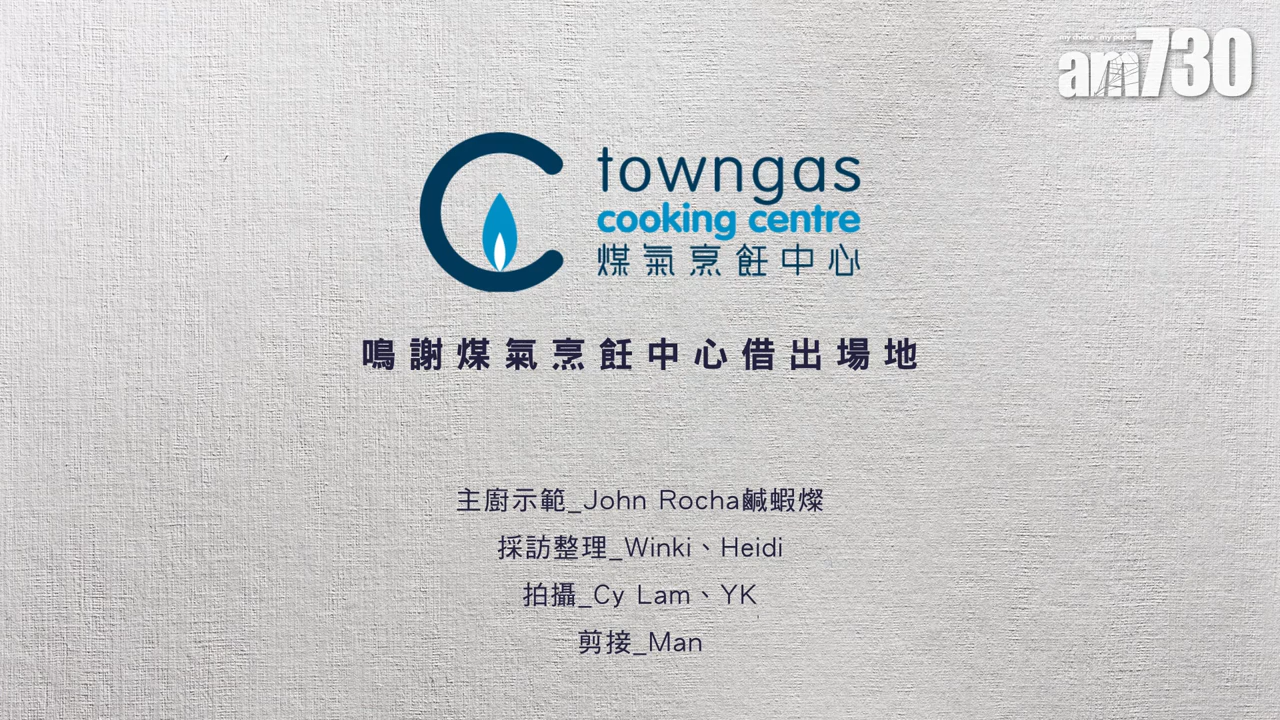 am730
towngas
cooking centre
煤氣烹飪中心
鳴謝煤氣烹飪中心借出場地
主廚示範_John Rocha鹹蝦燦
採訪整理_Winki、Heidi
拍攝_Cy Lam、YK
剪接_Man